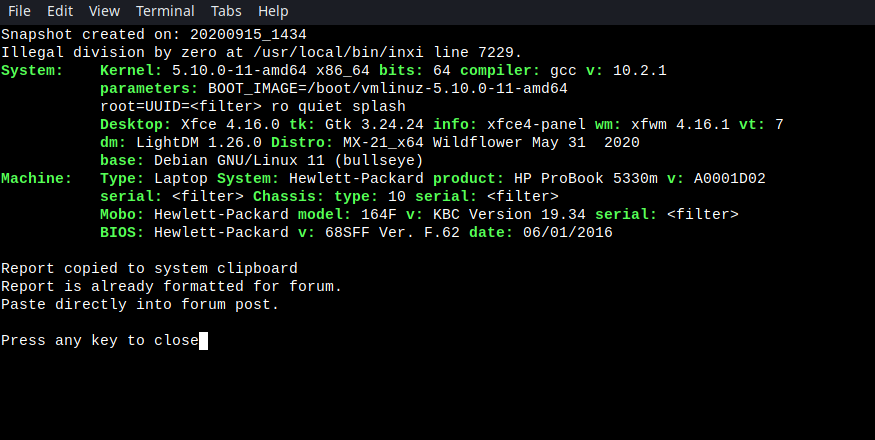 File Edit View Terminal Tabs Help
Snapshot created on: 20200915_1434
Illegal division by zero at /usr/local/bin/inxi line 7229.
System: Kernel: 5.10.0-11-amd64 x86_64 bits: 64 compiler: gcc v: 10.2.1
parameters: BOOT_IMAGE=/boot/vmlinuz-5.10.0-11-amd64
root=UUID=<filter> ro quiet splash
Desktop: Xfce 4.16.0 tk: Gtk 3.24.24 info: xfce4-panel wm: xfwm 4.16.1 vt: 7
dm: LightDM 1.26.0 Distro: MX-21_x64 Wildflower May 31  2020
base: Debian GNU/Linux 11 (bullseye)
Machine: Type: Laptop System: Hewlett-Packard product: HP ProBook 5330m v: A0001D02
serial: <filter> Chassis: type: 10 serial: <filter>
Mobo: Hewlett-Packard model: 164F v: KBC Version 19.34 serial: <filter>
BIOS: Hewlett-Packard v: 68SFF Ver. F.62 date: 06/01/2016
Report copied to system clipboard
Report is already formatted for forum.
Paste directly into forum post.
Press any key to close